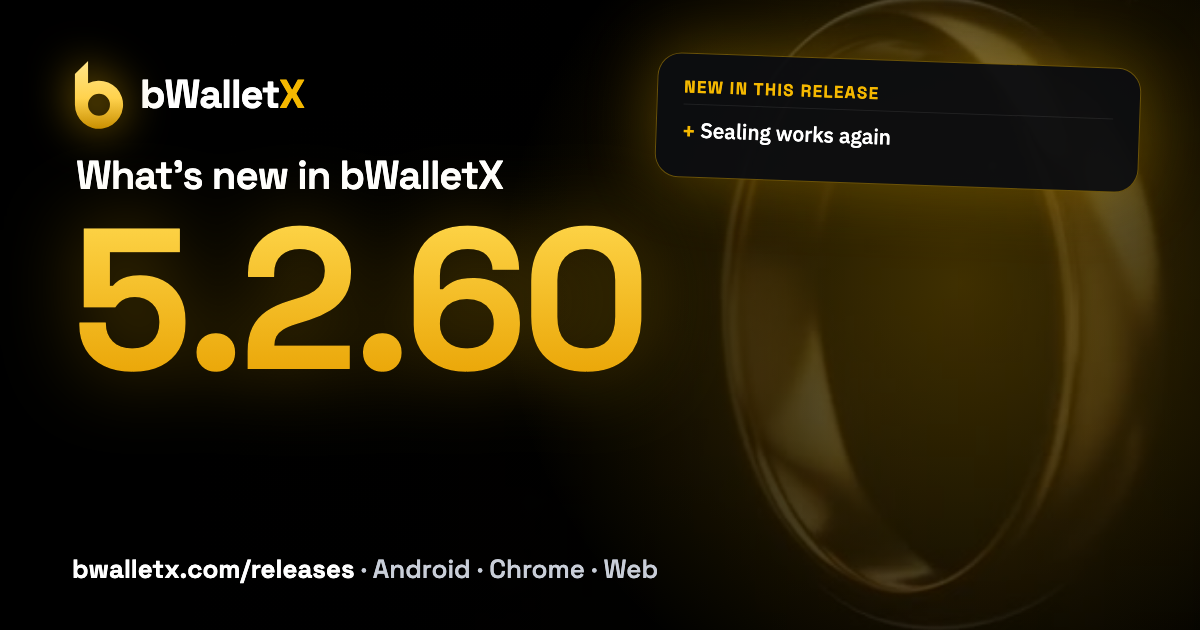 bWalletX
What's new in bWalletX
5.2.60
NEW IN THIS RELEASE
+ Sealing works again
bwalletx.com/releases · Android · Chrome · Web